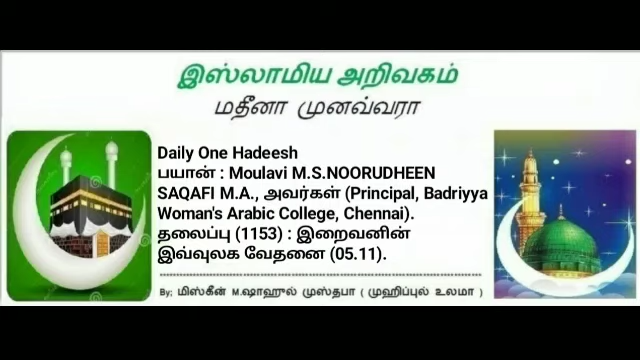 இஸ்லாமிய அறிவகம்
மதீனா முனவ்வரா
Daily One Hadeesh
பயான் : Moulavi M.S.NOORUDHEEN
SAQAFI M.A., அவர்கள் (Principal, Badriyya
Woman's Arabic College, Chennai).
தலைப்பு (1153) : இறைவனின்
இவ்வுலக வேதனை (05.11).
By; மிஸ்கீன் M.ஷாஹுல் முஸ்தபா ( முஹிப்புல் உலமா )